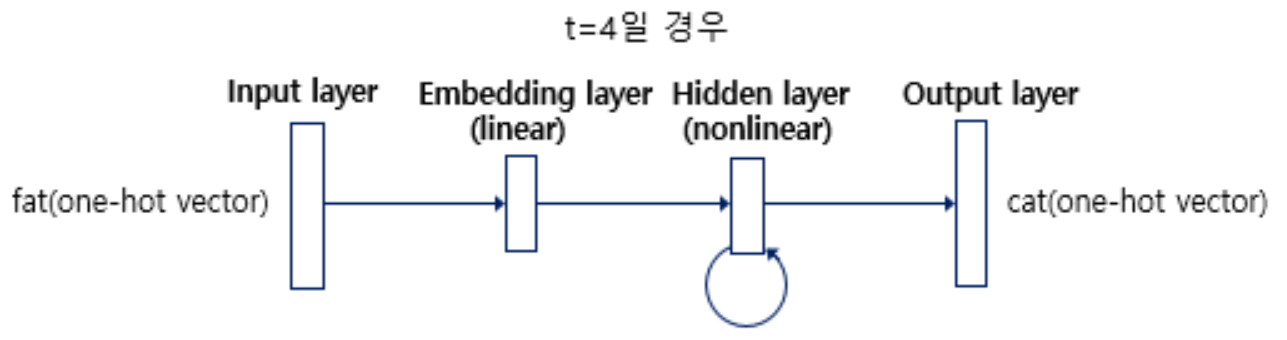 t=4일 경우
Input layer
Embedding layer
(linear)
Hidden layer
(nonlinear)
Output layer
fat(one-hot vector)
cat(one-hot vector)